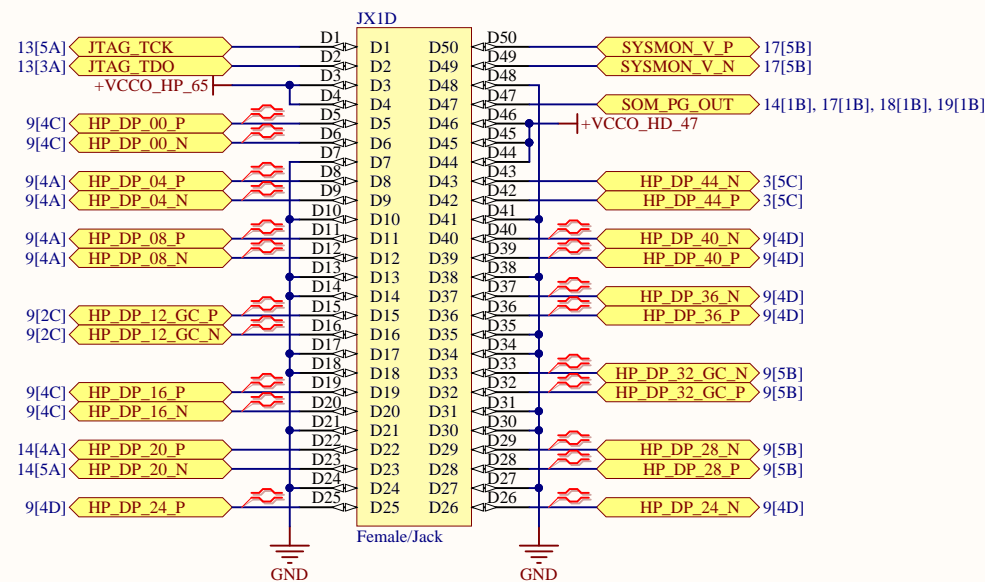 JX1D
D1 D1 D50 D50
13[5A] JTAG_TCK SYSMON_V_P 17[5B]
D2 D2 D49 D49
13[3A] JTAG_TDO SYSMON_V_N 17[5B]
+VCCO_HP_65 D3 D3 D48 D48
D4 D4 D47 D47 SOM_PG_OUT 14[1B], 17[1B], 18[1B], 19[1B]
9[4C] HP_DP_00_P D5 D5 D46 D46 +VCCO_HD_47
9[4C] HP_DP_00_N D6 D6 D45 D45
D7 D7 D44 D44
9[4A] HP_DP_04_P D8 D8 D43 D43 HP_DP_44_N 3[5C]
9[4A] HP_DP_04_N D9 D9 D42 D42 HP_DP_44_P 3[5C]
D10 D10 D41 D41
9[4A] HP_DP_08_P D11 D11 D40 D40 HP_DP_40_N 9[4D]
9[4A] HP_DP_08_N D12 D12 D39 D39 HP_DP_40_P 9[4D]
D13 D13 D38 D38
D14 D14 D37 D37 HP_DP_36_N 9[4D]
9[2C] HP_DP_12_GC_P D15 D15 D36 D36 HP_DP_36_P 9[4D]
9[2C] HP_DP_12_GC_N D16 D16 D35 D35
D17 D17 D34 D34
D18 D18 D33 D33 HP_DP_32_GC_N 9[5B]
9[4C] HP_DP_16_P D19 D19 D32 D32 HP_DP_32_GC_P 9[5B]
9[4C] HP_DP_16_N D20 D20 D31 D31
D21 D21 D30 D30
14[4A] HP_DP_20_P D22 D22 D29 D29 HP_DP_28_N 9[5B]
14[5A] HP_DP_20_N D23 D23 D28 D28 HP_DP_28_P 9[5B]
D24 D24 D27 D27
9[4D] HP_DP_24_P D25 D25 D26 D26 HP_DP_24_N 9[4D]
Female/Jack
GND GND